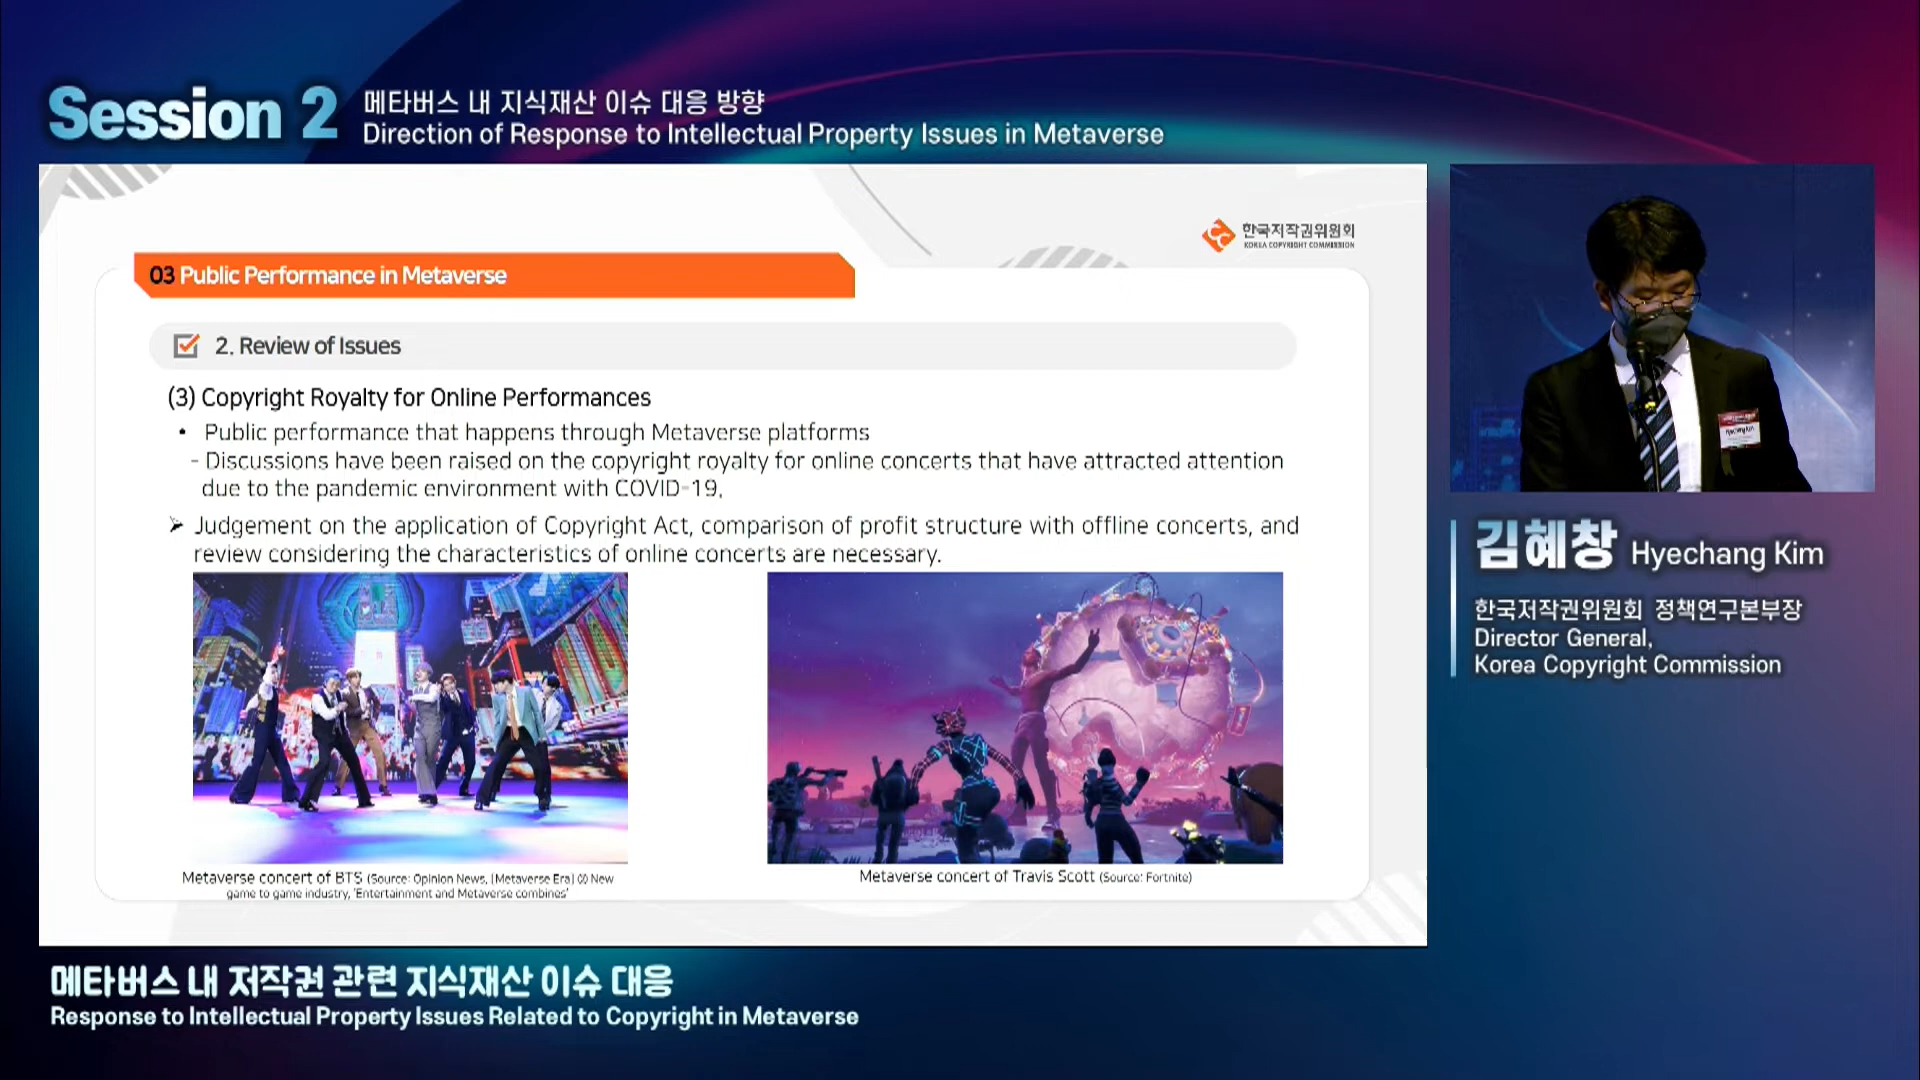 Session 2
메타버스 내 지식재산 이슈 대응 방향
Direction of Response to Intellectual Property Issues in Metaverse
한국저작권위원회
KOREA COPYRIGHT COMMISSION
03 Public Performance in Metaverse
2. Review of Issues
(3) Copyright Royalty for Online Performances
• Public performance that happens through Metaverse platforms
- Discussions have been raised on the copyright royalty for online concerts that have attracted attention
due to the pandemic environment with COVID-19.
➢ Judgement on the application of Copyright Act, comparison of profit structure with offline concerts, and
review considering the characteristics of online concerts are necessary.
Metaverse concert of BTS (Source: Opinion News, [Metaverse Era] ⑳ New
game to game industry, 'Entertainment and Metaverse combines'
Metaverse concert of Travis Scott (Source: Fortnite)
Hyechang Kim
김혜창 Hyechang Kim
한국저작권위원회 정책연구본부장
Director General,
Korea Copyright Commission
메타버스 내 저작권 관련 지식재산 이슈 대응
Response to Intellectual Property Issues Related to Copyright in Metaverse